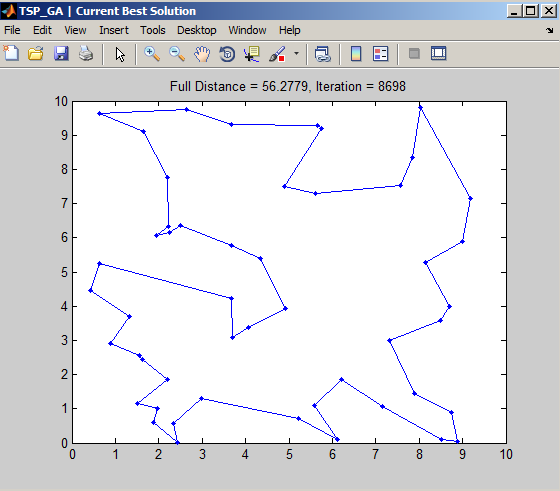 TSP_GA | Current Best Solution
File Edit View Insert Tools Desktop Window Help
Full Distance = 56.2779, Iteration = 8698
10
9
8
7
6
5
4
3
2
1
0
0 1 2 3 4 5 6 7 8 9 10